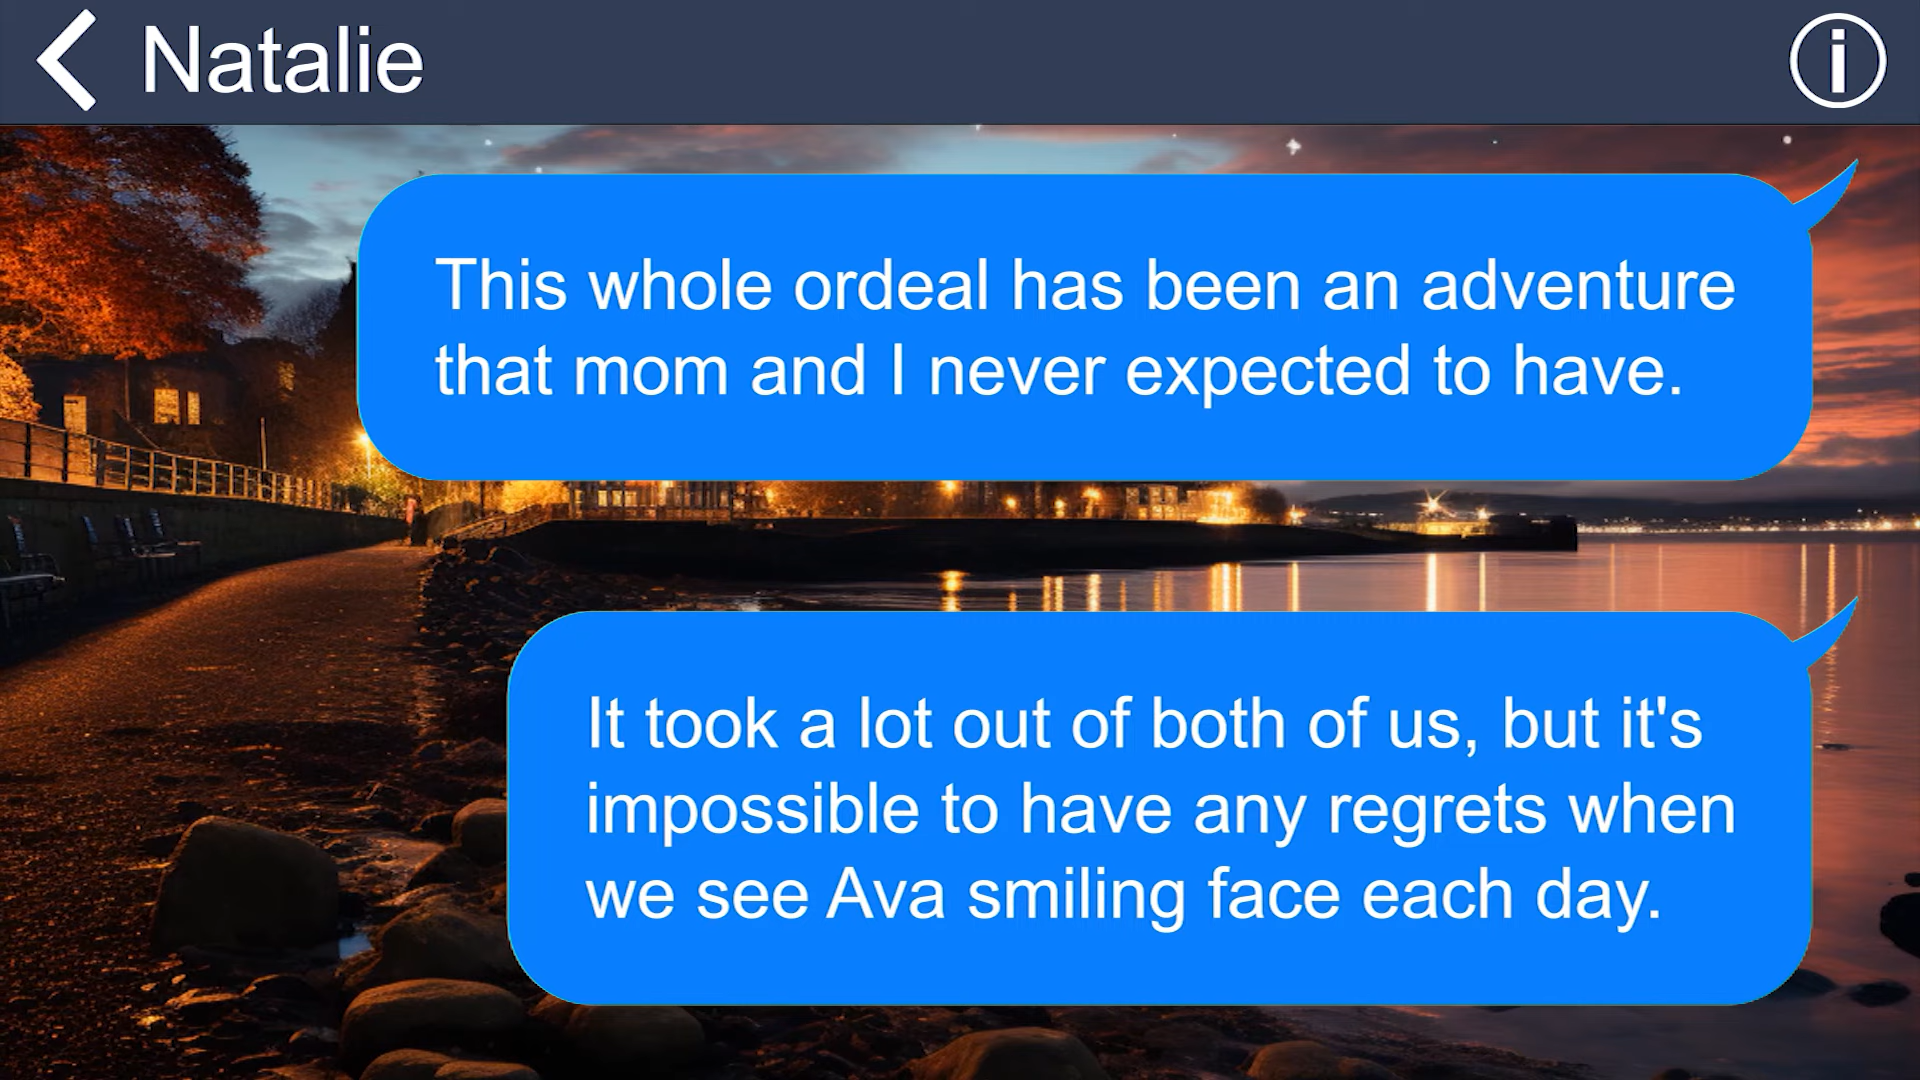 Natalie
This whole ordeal has been an adventure
that mom and I never expected to have.
It took a lot out of both of us, but it's
impossible to have any regrets when
we see Ava smiling face each day.